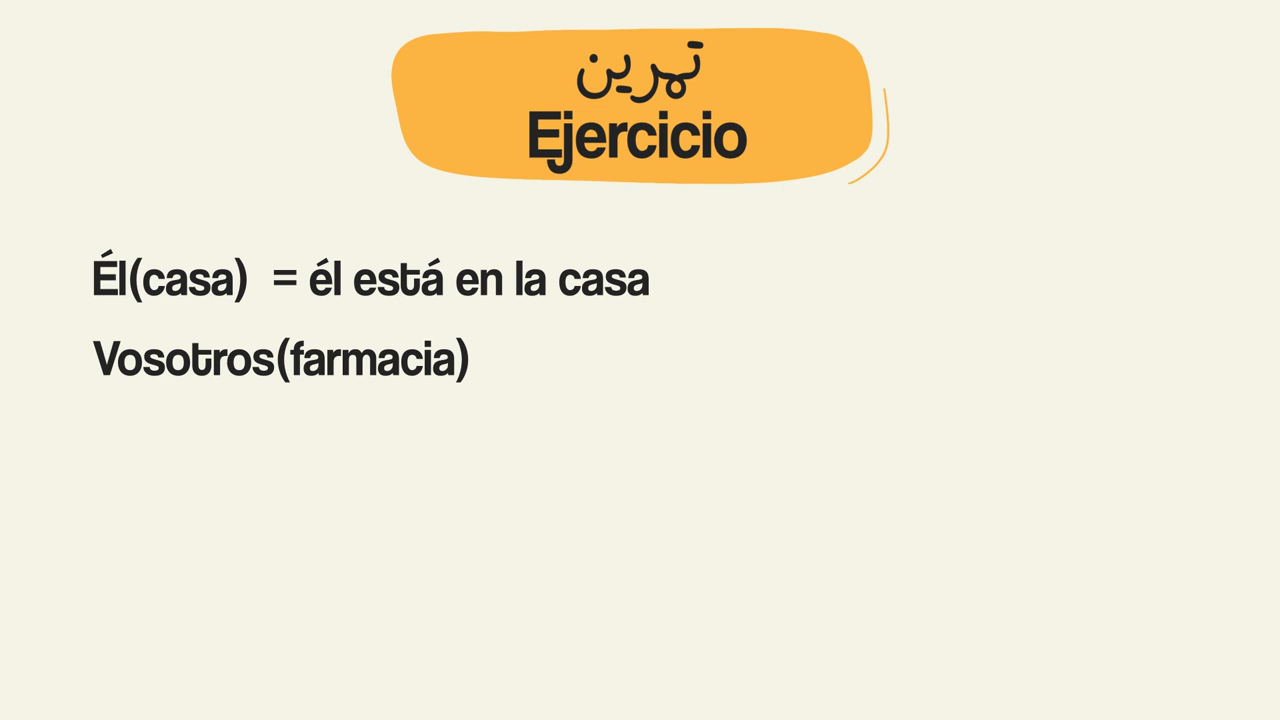 تمرين
Ejercicio
Él(casa) = él está en la casa
Vosotros(farmacia)